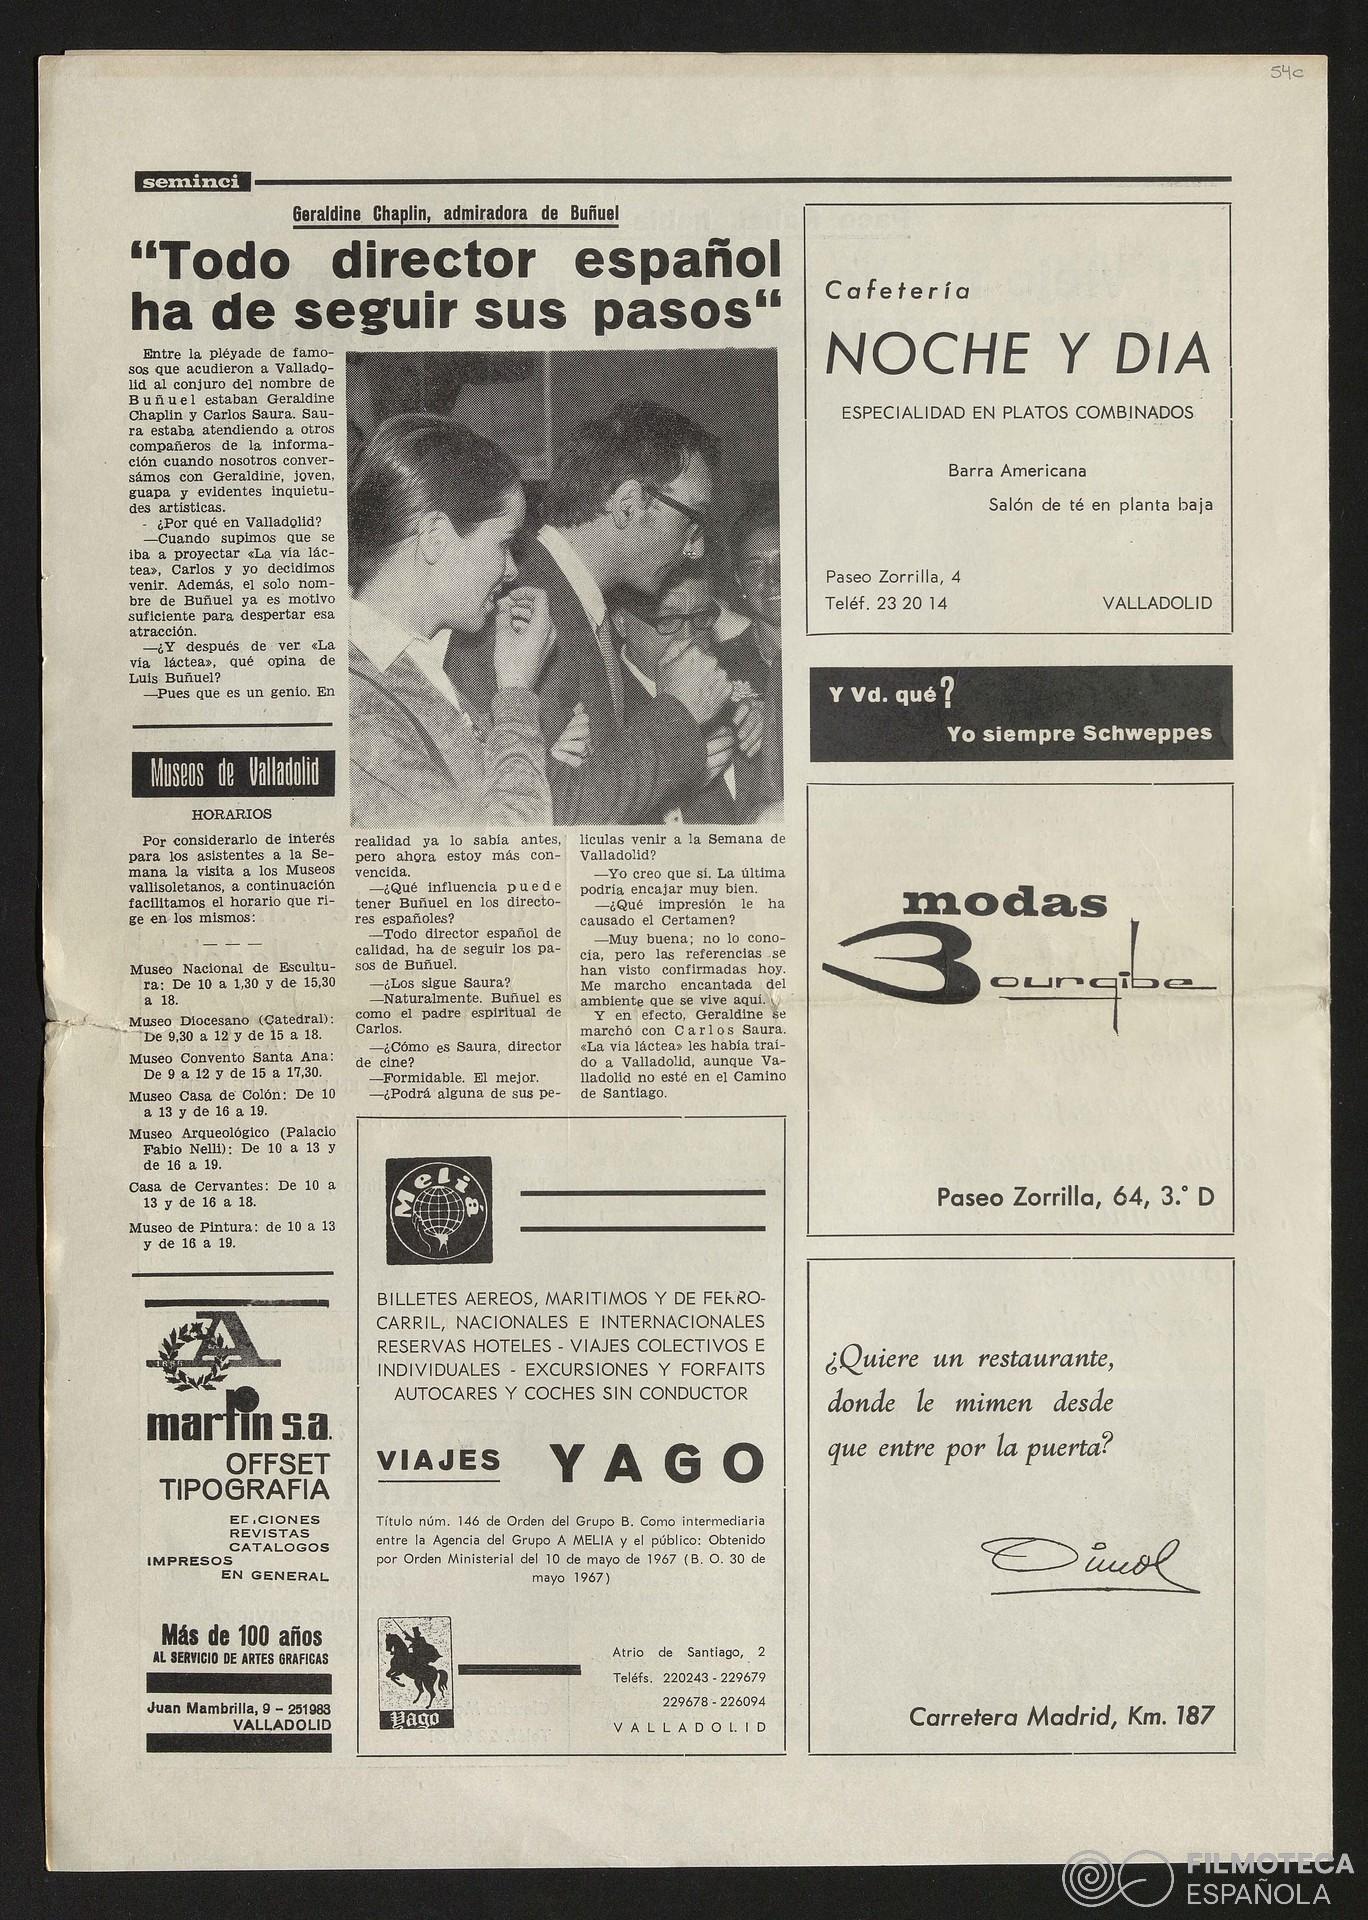 54c
seminci
Geraldine Chaplin, admiradora de Buñuel
“Todo director español
ha de seguir sus pasos“
Entre la pléyade de famo-
sos que acudieron a Vallado-
lid al conjuro del nombre de
Buñuel estaban Geraldine
Chaplin y Carlos Saura. Sau-
ra estaba atendiendo a otros
compañeros de la informa-
ción cuando nosotros conver-
sámos con Geraldine, joven,
guapa y evidentes inquietu-
des artísticas.
- ¿Por qué en Valladolid?
—Cuando supimos que se
iba a proyectar «La vía lác-
tea», Carlos y yo decidimos
venir. Además, el solo nom-
bre de Buñuel ya es motivo
suficiente para despertar esa
atracción.
—¿Y después de ver «La
vía láctea», qué opina de
Luis Buñuel?
—Pues que es un genio. En
realidad ya lo sabía antes,
pero ahora estoy más con-
vencida.
—¿Qué influencia puede
tener Buñuel en los directo-
res españoles?
—Todo director español de
calidad, ha de seguir los pa-
sos de Buñuel.
—¿Los sigue Saura?
—Naturalmente. Buñuel es
como el padre espiritual de
Carlos.
—¿Cómo es Saura, director
de cine?
—Formidable. El mejor.
—¿Podrá alguna de sus pe-
lículas venir a la Semana de
Valladolid?
—Yo creo que sí. La última
podría encajar muy bien.
—¿Qué impresión le ha
causado el Certamen?
—Muy buena; no lo cono-
cía, pero las referencias se
han visto confirmadas hoy.
Me marcho encantada del
ambiente que se vive aquí.
Y en efecto, Geraldine se
marchó con Carlos Saura.
«La vía láctea» les había traí-
do a Valladolid, aunque Va-
lladolid no esté en el Camino
de Santiago.
Museos de Valladolid
HORARIOS
Por considerarlo de interés
para los asistentes a la Se-
mana la visita a los Museos
vallisoletanos, a continuación
facilitamos el horario que ri-
ge en los mismos:
— — —
Museo Nacional de Escultu-
ra: De 10 a 1,30 y de 15,30
a 18.
Museo Diocesano (Catedral):
De 9,30 a 12 y de 15 a 18.
Museo Convento Santa Ana:
De 9 a 12 y de 15 a 17,30.
Museo Casa de Colón: De 10
a 13 y de 16 a 19.
Museo Arqueológico (Palacio
Fabio Nelli): De 10 a 13 y
de 16 a 19.
Casa de Cervantes: De 10 a
13 y de 16 a 18.
Museo de Pintura: de 10 a 13
y de 16 a 19.
martín s.a.
OFFSET
TIPOGRAFIA
EDICIONES
REVISTAS
CATALOGOS
IMPRESOS
EN GENERAL
Más de 100 años
AL SERVICIO DE ARTES GRAFICAS
Juan Mambrilla, 9 - 251983
VALLADOLID
Meliá
BILLETES AEREOS, MARITIMOS Y DE FERRO-
CARRIL, NACIONALES E INTERNACIONALES
RESERVAS HOTELES - VIAJES COLECTIVOS E
INDIVIDUALES - EXCURSIONES Y FORFAITS
AUTOCARES Y COCHES SIN CONDUCTOR
VIAJES YAGO
Título núm. 146 de Orden del Grupo B. Como intermediaria
entre la Agencia del Grupo A MELIA y el público: Obtenido
por Orden Ministerial del 10 de mayo de 1967 (B. O. 30 de
mayo 1967)
Yago
Atrio de Santiago, 2
Teléfs. 220243 - 229679
229678 - 226094
VALLADOLID
Cafetería
NOCHE Y DIA
ESPECIALIDAD EN PLATOS COMBINADOS
Barra Americana
Salón de té en planta baja
Paseo Zorrilla, 4
Teléf. 23 20 14 VALLADOLID
Y Vd. qué?
Yo siempre Schweppes
modas
Bourgibe
Paseo Zorrilla, 64, 3.° D
¿Quiere un restaurante,
donde le mimen desde
que entre por la puerta?
Carretera Madrid, Km. 187
FILMOTECA
ESPAÑOLA